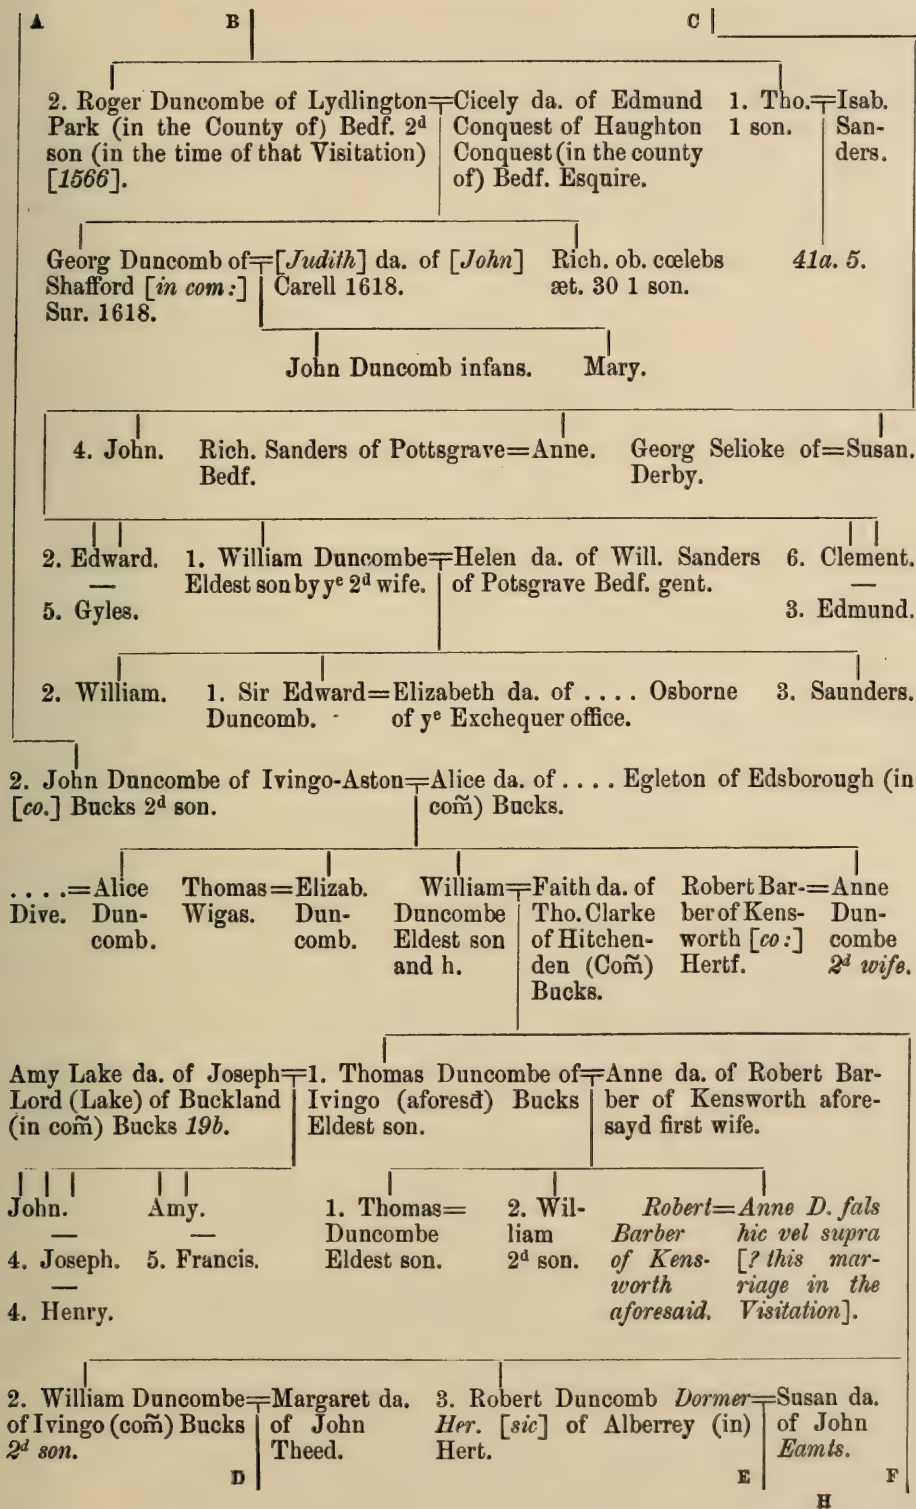 A B C
2. Roger Duncombe of Lydlington=Cicely da. of Edmund 1. Tho.=Isab.
Park (in the County of) Bedf. 2d Conquest of Haughton 1 son. San-
son (in the time of that Visitation) Conquest (in the county ders.
[1566]. of) Bedf. Esquire.
Georg Duncomb of=[Judith] da. of [John] Rich. ob. cœlebs 41a. 5.
Shafford [in com:] Carell 1618. æt. 30 1 son.
Sur. 1618.
John Duncomb infans. Mary.
4. John. Rich. Sanders of Pottsgrave=Anne. Georg Selioke of=Susan.
Bedf. Derby.
2. Edward. 1. William Duncombe=Helen da. of Will. Sanders 6. Clement.
— Eldest son by ye 2d wife. of Potsgrave Bedf. gent. —
5. Gyles. 3. Edmund.
2. William. 1. Sir Edward=Elizabeth da. of .... Osborne 3. Saunders.
Duncomb. of ye Exchequer office.
2. John Duncombe of Ivingo-Aston=Alice da. of .... Egleton of Edsborough (in
[co.] Bucks 2d son. com̃) Bucks.
....=Alice Thomas=Elizab. William=Faith da. of Robert Bar-=Anne
Dive. Dun- Wigas. Dun- Duncombe Tho. Clarke ber of Kens- Dun-
comb. comb. Eldest son of Hitchen- worth [co:] combe
and h. den (Com̃) Hertf. 2d wife.
Bucks.
Amy Lake da. of Joseph=1. Thomas Duncombe of=Anne da. of Robert Bar-
Lord (Lake) of Buckland Ivingo (aforesd̃) Bucks ber of Kensworth afore-
(in com̃) Bucks 19b. Eldest son. sayd first wife.
John. Amy. 1. Thomas= 2. Wil- Robert=Anne D. fals
— — Duncombe liam Barber hic vel supra
4. Joseph. 5. Francis. Eldest son. 2d son. of Kens- [? this mar-
— worth riage in the
4. Henry. aforesaid. Visitation].
2. William Duncombe=Margaret da. 3. Robert Duncomb Dormer=Susan da.
of Ivingo (com̃) Bucks of John Her. [sic] of Alberrey (in) of John
2d son. Theed. Hert. Eamts.
D E F
H